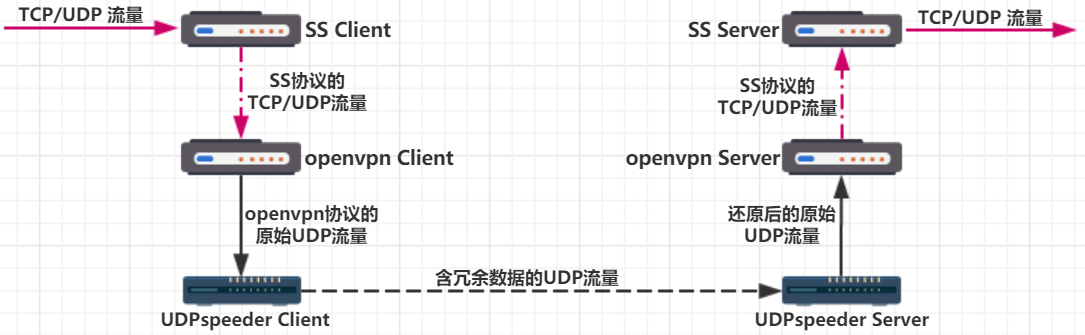 TCP/UDP 流量
SS Client
SS Server
TCP/UDP 流量
SS协议的
TCP/UDP流量
SS协议的
TCP/UDP流量
openvpn Client
openvpn Server
openvpn协议的
原始UDP流量
还原后的原始
UDP流量
含冗余数据的UDP流量
UDPspeeder Client
UDPspeeder Server